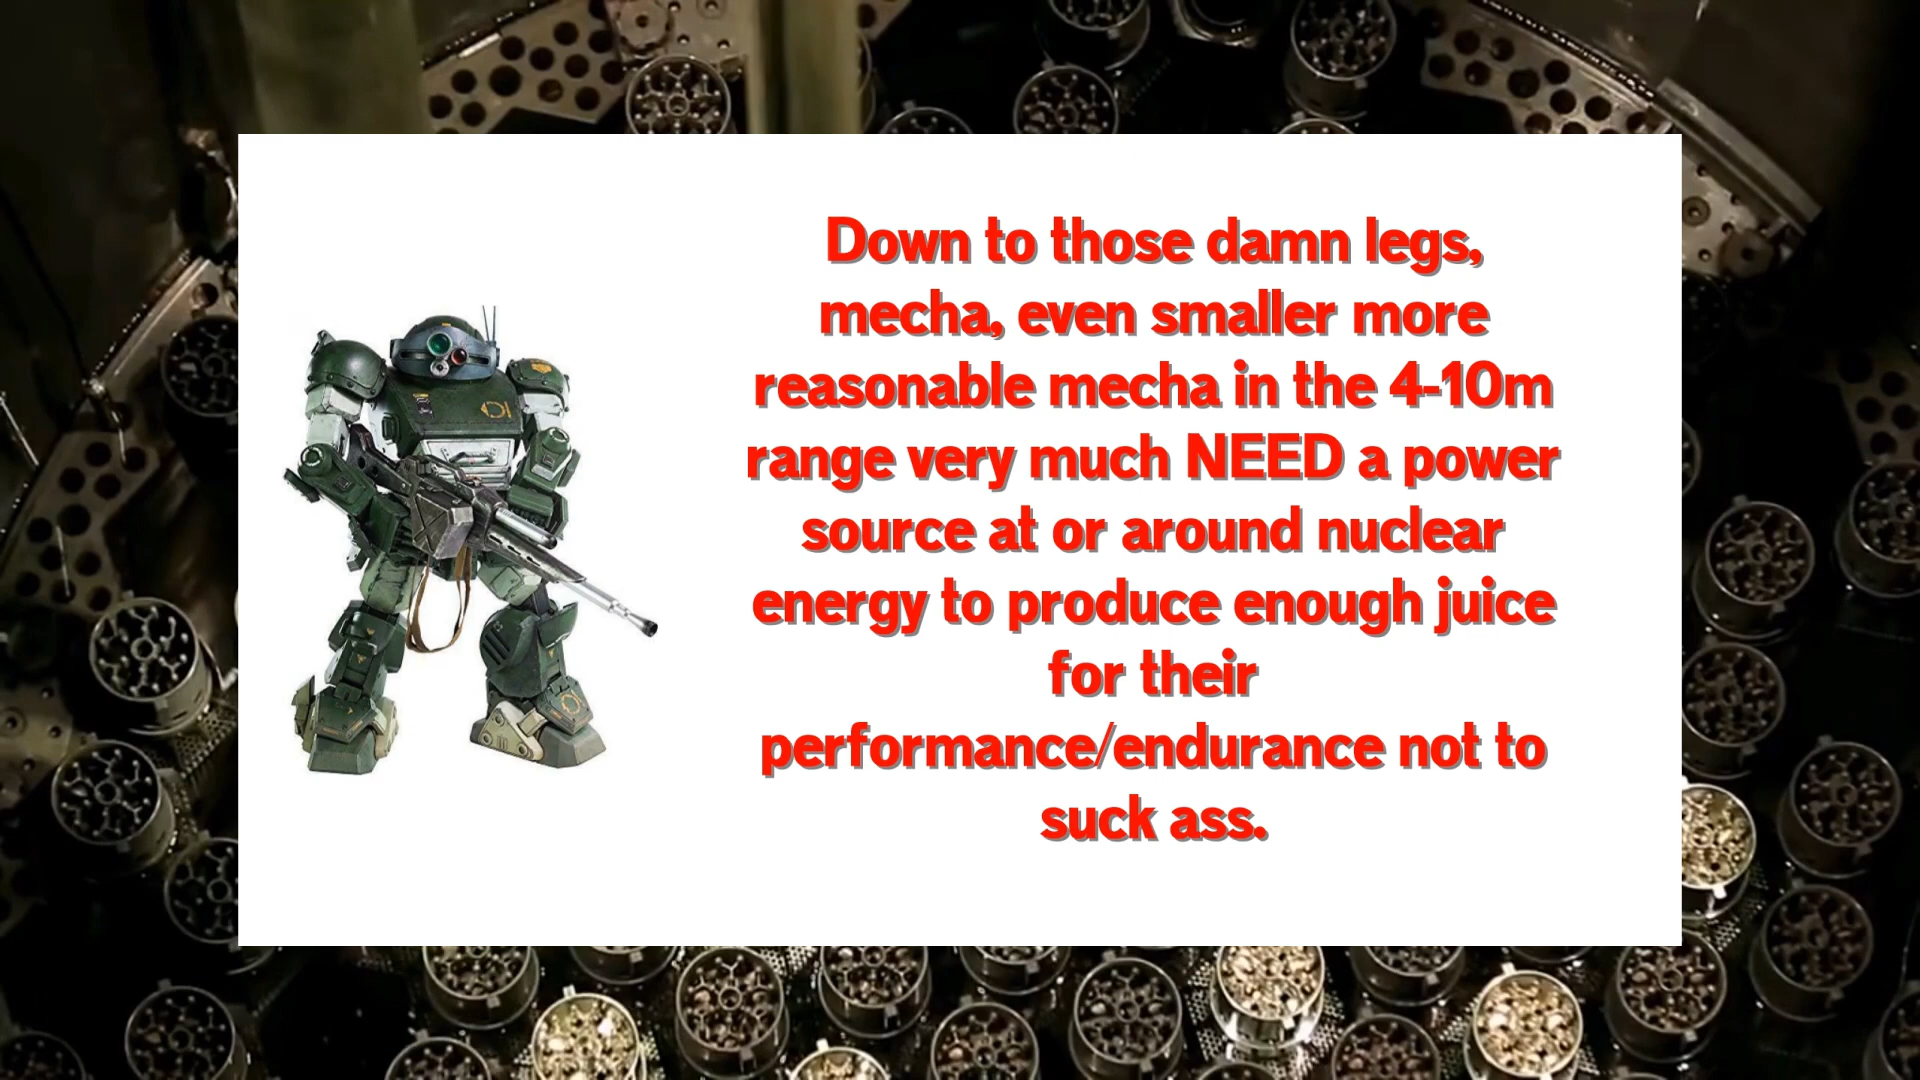 Down to those damn legs,
mecha, even smaller more
reasonable mecha in the 4-10m
range very much NEED a power
source at or around nuclear
energy to produce enough juice
for their
performance/endurance not to
suck ass.